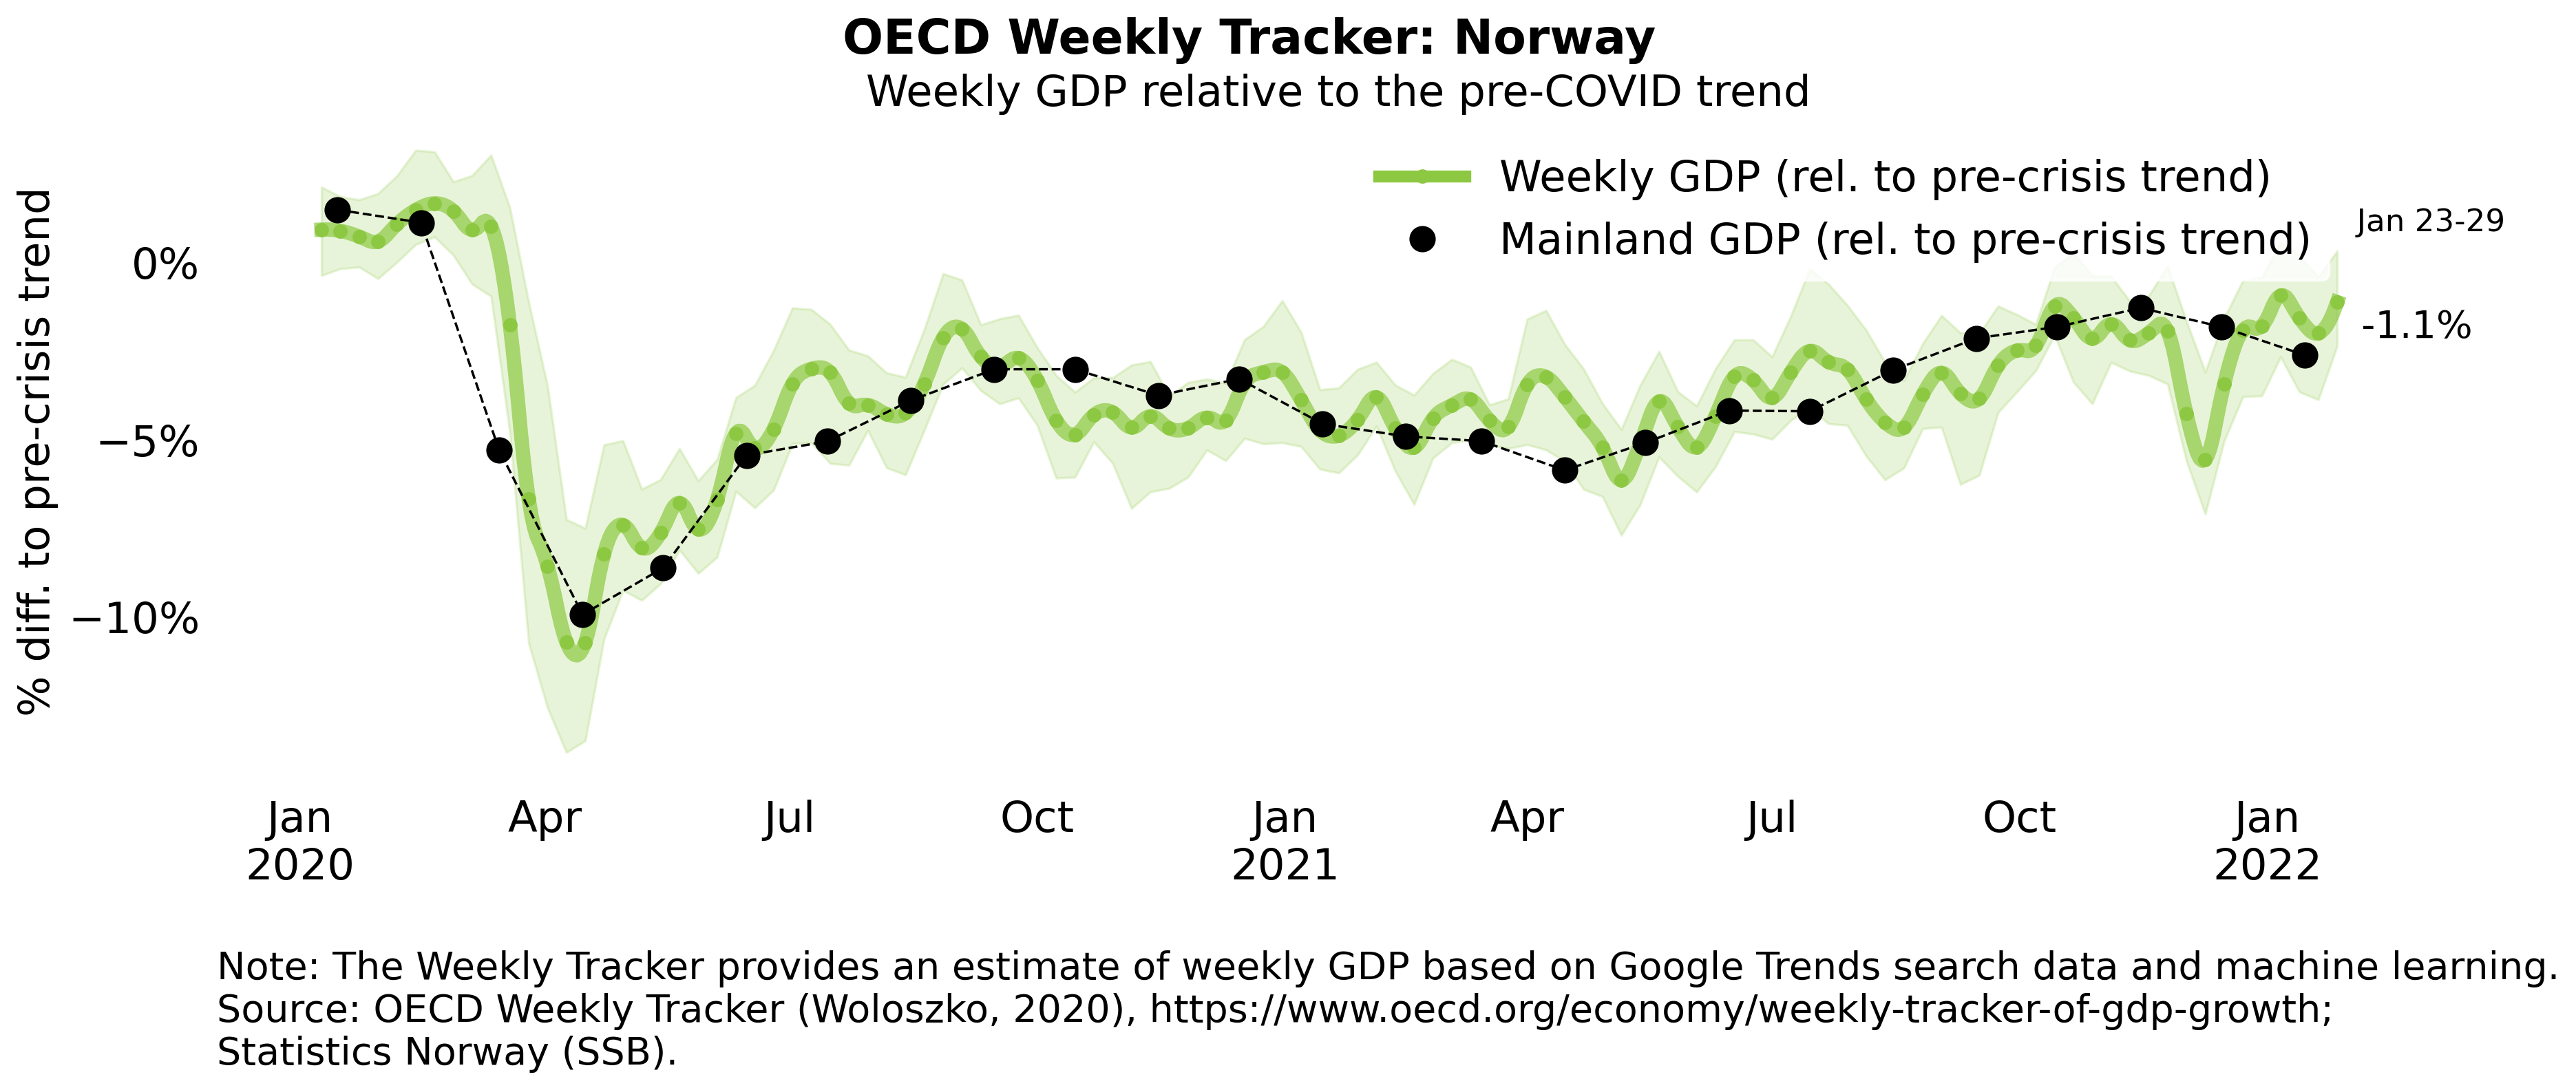 OECD Weekly Tracker: Norway
Weekly GDP relative to the pre-COVID trend
Weekly GDP (rel. to pre-crisis trend)
Mainland GDP (rel. to pre-crisis trend)
Jan 23-29
-1.1%
% diff. to pre-crisis trend
0%
−5%
−10%
Jan Apr Jul Oct Jan Apr Jul Oct Jan
2020 2021 2022
Note: The Weekly Tracker provides an estimate of weekly GDP based on Google Trends search data and machine learning.
Source: OECD Weekly Tracker (Woloszko, 2020), https://www.oecd.org/economy/weekly-tracker-of-gdp-growth;
Statistics Norway (SSB).